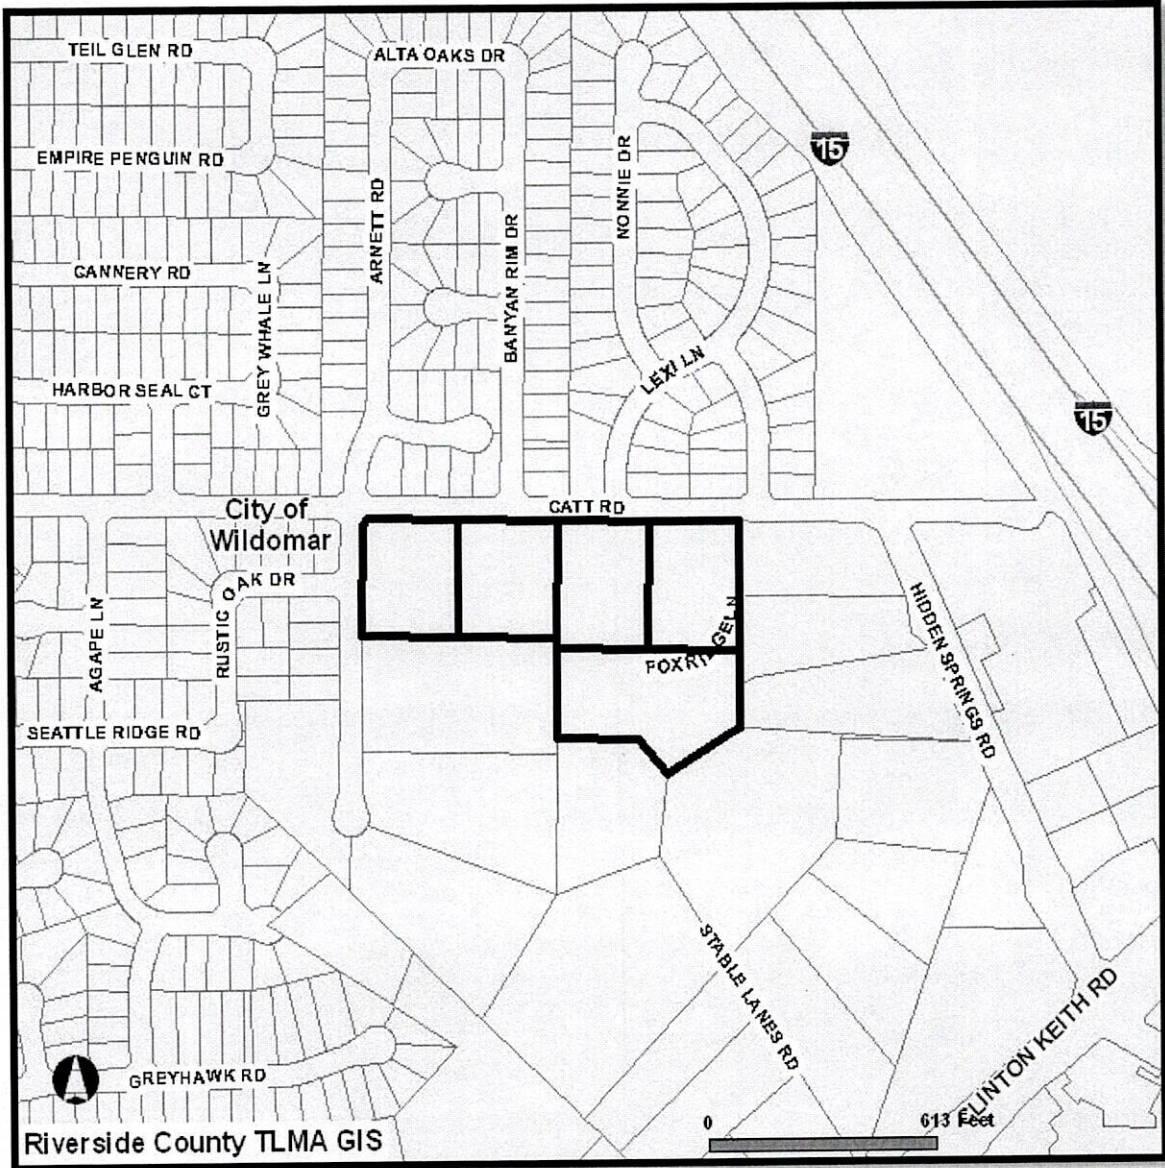 TEIL GLEN RD
ALTA OAKS DR
EMPIRE PENGUIN RD
NONNIE DR
15
ARNETT RD
BANYAN RIM DR
CANNERY RD
GREY WHALE LN
LEXI LN
HARBOR SEAL CT
15
City of
Wildomar
CATT RD
RUSTIC OAK DR
AGAPE LN
HIDDEN SPRINGS RD
FOXRIDGE LN
SEATTLE RIDGE RD
STABLE LANES RD
CLINTON KEITH RD
GREYHAWK RD
0
613 Feet
Riverside County TLMA GIS